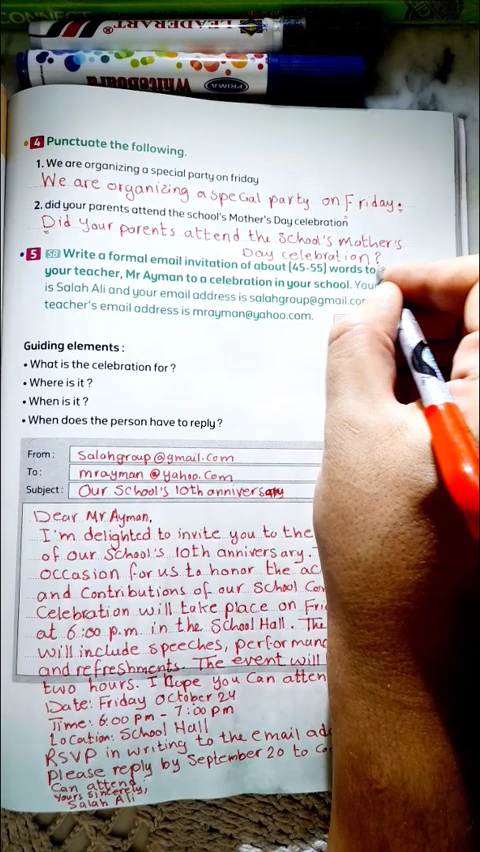 CONNECT
LEADERART
Whiteboard PRIMA
4 Punctuate the following.
1. We are organizing a special party on friday
We are organizing a special party on Friday.
2. did your parents attend the school's Mother's Day celebration
Did your parents attend the school's mother's
Day celebration?
5 Write a formal email invitation of about (45-55) words to
your teacher, Mr Ayman to a celebration in your school. Your
is Salah Ali and your email address is salahgroup@gmail.com
teacher's email address is mrayman@yahoo.com.
Guiding elements :
• What is the celebration for ?
• Where is it ?
• When is it ?
• When does the person have to reply ?
From : Salahgroup@gmail.com
To : mrayman @yahoo.com
Subject : Our School's 10th anniversary
Dear Mr Ayman,
I'm delighted to invite you to the
of our school's 10th anniversary.
occasion for us to honor the
and Contributions of our School
Celebration will take place on
at 6:00 p.m. in the School Hall. The
will include speeches,
and refreshments. The event will
two hours. I hope you Can
Date: Friday October 24
Time: 6:00 pm - 7:00 pm
Location: School Hall
RSVP in writing to the email
Please reply by September 20 to
Can attend
Yours sincerely,
Salah Ali